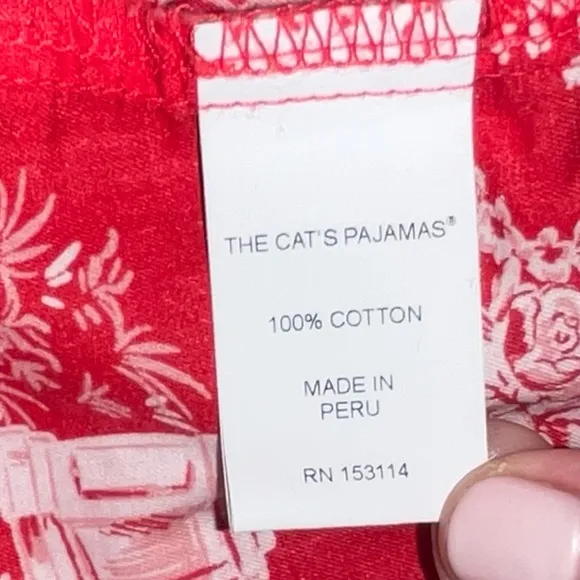 THE CAT'S PAJAMAS®
100% COTTON
MADE IN
PERU
RN 153114